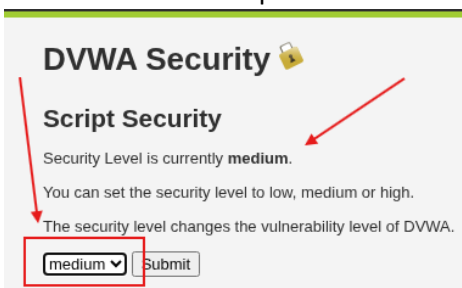 DVWA Security
Script Security
Security Level is currently medium.
You can set the security level to low, medium or high.
The security level changes the vulnerability level of DVWA.
medium Submit